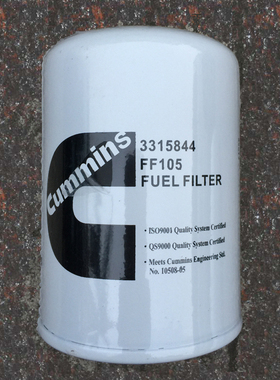 Cummins
3315844
FF105
FUEL FILTER
• ISO9001 Quality System Certified
• QS9000 Quality System Certified
• Meets Cummins Engineering Std.
No. 10508-05